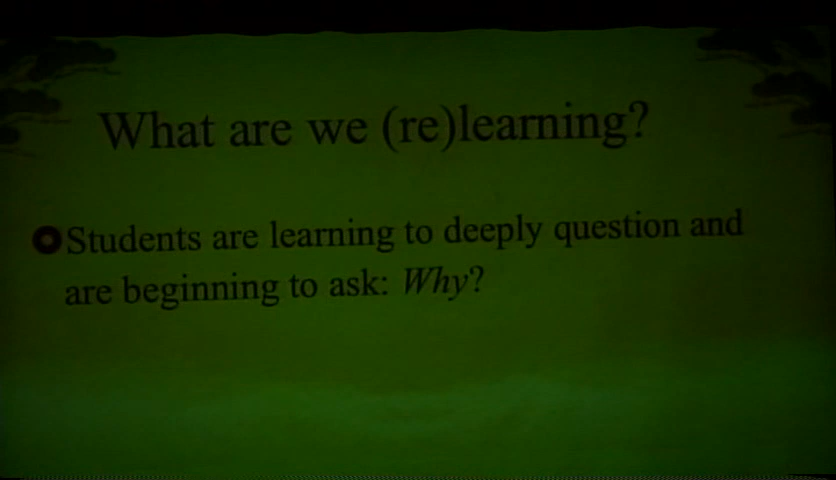 What are we (re)learning?
Students are learning to deeply question and
are beginning to ask: Why?